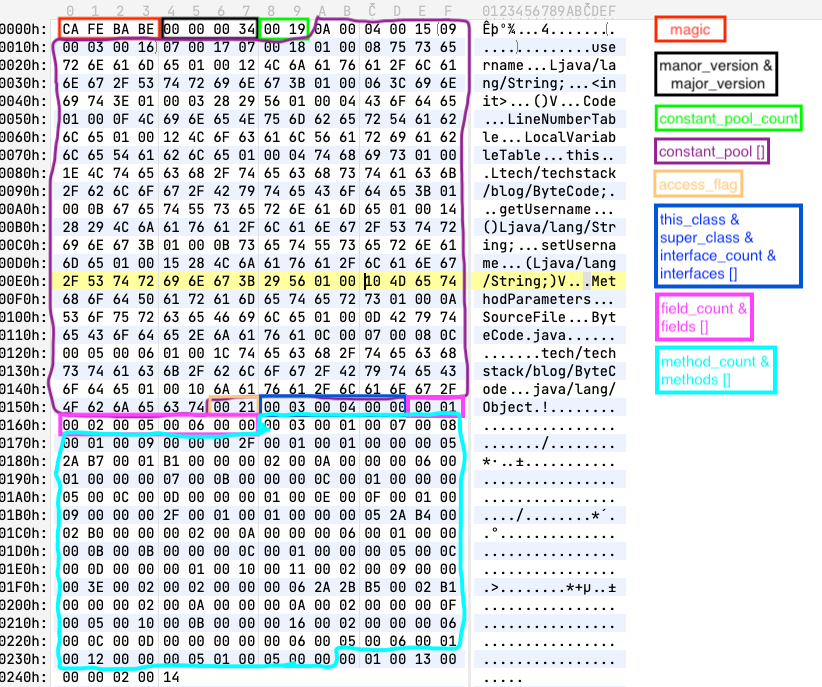 0 1 2 3 4 5 6 7 8 9 A B C D E F 0123456789ABCDEF
0000h: CA FE BA BE 00 00 00 34 00 19 0A 00 04 00 15 09 Êþº¾...4........
0010h: 00 03 00 16 07 00 17 07 00 18 01 00 08 75 73 65 .............use
0020h: 72 6E 61 6D 65 01 00 12 4C 6A 61 76 61 2F 6C 61 rname...Ljava/la
0030h: 6E 67 2F 53 74 72 69 6E 67 3B 01 00 06 3C 69 6E ng/String;...<in
0040h: 69 74 3E 01 00 03 28 29 56 01 00 04 43 6F 64 65 it>...()V...Code
0050h: 01 00 0F 4C 69 6E 65 4E 75 6D 62 65 72 54 61 62 ...LineNumberTab
0060h: 6C 65 01 00 12 4C 6F 63 61 6C 56 61 72 69 61 62 le...LocalVariab
0070h: 6C 65 54 61 62 6C 65 01 00 04 74 68 69 73 01 00 leTable...this..
0080h: 1E 4C 74 65 63 68 2F 74 65 63 68 73 74 61 63 6B .Ltech/techstack
0090h: 2F 62 6C 6F 67 2F 42 79 74 65 43 6F 64 65 3B 01 /blog/ByteCode;.
00A0h: 00 0B 67 65 74 55 73 65 72 6E 61 6D 65 01 00 14 ..getUsername...
00B0h: 28 29 4C 6A 61 76 61 2F 6C 61 6E 67 2F 53 74 72 ()Ljava/lang/Str
00C0h: 69 6E 67 3B 01 00 0B 73 65 74 55 73 65 72 6E 61 ing;...setUserna
00D0h: 6D 65 01 00 15 28 4C 6A 61 76 61 2F 6C 61 6E 67 me...(Ljava/lang
00E0h: 2F 53 74 72 69 6E 67 3B 29 56 01 00 10 4D 65 74 /String;)V...Met
00F0h: 68 6F 64 50 61 72 61 6D 65 74 65 72 73 01 00 0A hodParameters...
0100h: 53 6F 75 72 63 65 46 69 6C 65 01 00 0D 42 79 74 SourceFile...Byt
0110h: 65 43 6F 64 65 2E 6A 61 76 61 0C 00 07 00 08 0C eCode.java......
0120h: 00 05 00 06 01 00 1C 74 65 63 68 2F 74 65 63 68 .......tech/tech
0130h: 73 74 61 63 6B 2F 62 6C 6F 67 2F 42 79 74 65 43 stack/blog/ByteC
0140h: 6F 64 65 01 00 10 6A 61 76 61 2F 6C 61 6E 67 2F ode...java/lang/
0150h: 4F 62 6A 65 63 74 00 21 00 03 00 04 00 00 00 01 Object.!........
0160h: 00 02 00 05 00 06 00 00 00 03 00 01 00 07 00 08 ................
0170h: 00 01 00 09 00 00 00 2F 00 01 00 01 00 00 00 05 ......./........
0180h: 2A B7 00 01 B1 00 00 00 02 00 0A 00 00 00 06 00 *·..±...........
0190h: 01 00 00 00 07 00 0B 00 00 00 0C 00 01 00 00 00 ................
01A0h: 05 00 0C 00 0D 00 00 00 01 00 0E 00 0F 00 01 00 ................
01B0h: 09 00 00 00 2F 00 01 00 01 00 00 00 05 2A B4 00 ..../........*´.
01C0h: 02 B0 00 00 00 02 00 0A 00 00 00 06 00 01 00 00 .°..............
01D0h: 00 0B 00 0B 00 00 00 0C 00 01 00 00 00 05 00 0C ................
01E0h: 00 0D 00 00 00 01 00 10 00 11 00 02 00 09 00 00 ................
01F0h: 00 3E 00 02 00 02 00 00 00 06 2A 2B B5 00 02 B1 .>........*+µ..±
0200h: 00 00 00 02 00 0A 00 00 00 0A 00 02 00 00 00 0F ................
0210h: 00 05 00 10 00 0B 00 00 00 16 00 02 00 00 00 06 ................
0220h: 00 0C 00 0D 00 00 00 00 00 06 00 05 00 06 00 01 ................
0230h: 00 12 00 00 00 05 01 00 05 00 00 00 01 00 13 00 ................
0240h: 00 00 02 00 14 .....
magic
manor_version &
major_version
constant_pool_count
constant_pool []
access_flag
this_class &
super_class &
interface_count &
interfaces []
field_count &
fields []
method_count &
methods []